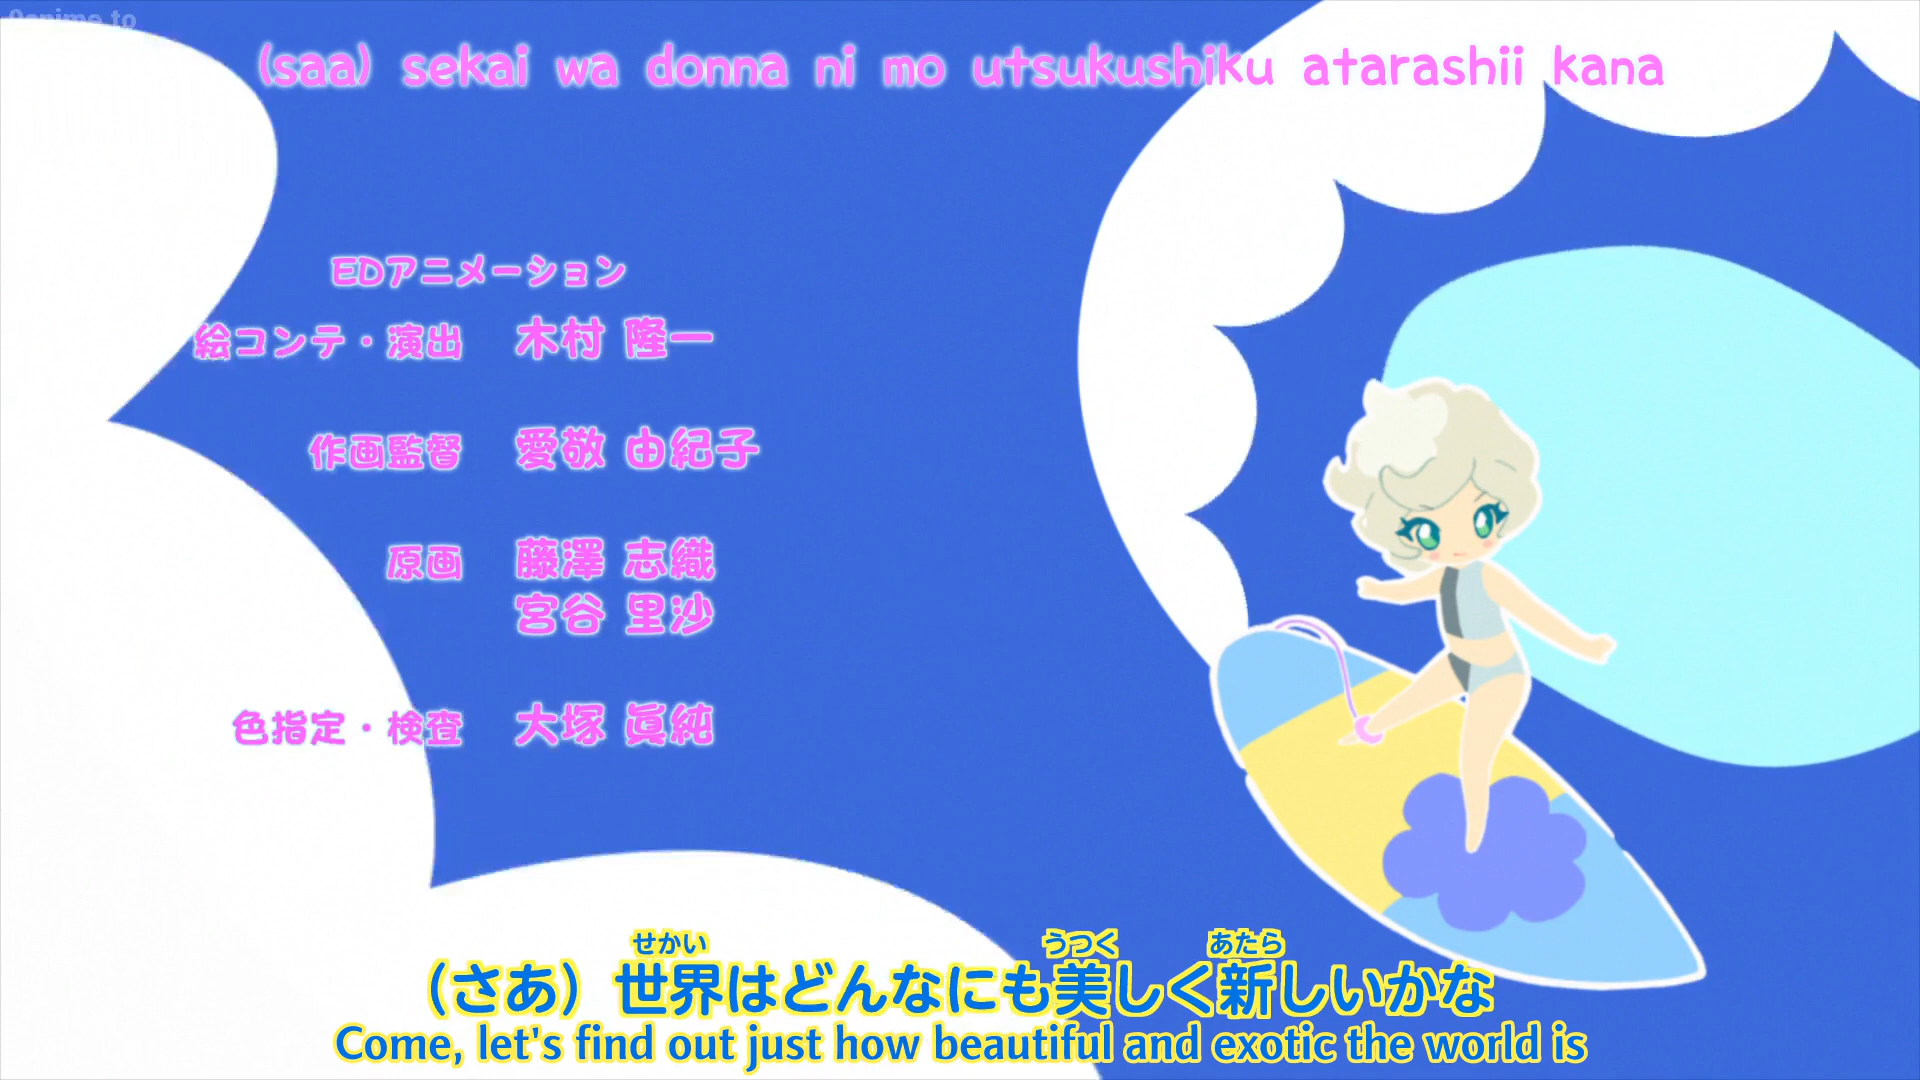 9anime.to
(saa) sekai wa donna ni mo utsukushiku atarashii kana
EDアニメーション
絵コンテ・演出 木村 隆一
作画監督 愛敬 由紀子
原画 藤澤 志織
宮谷 里沙
色指定・検査 大塚 眞純
せかい うつく あたら
（さあ）世界はどんなにも美しく新しいかな
Come, let's find out just how beautiful and exotic the world is